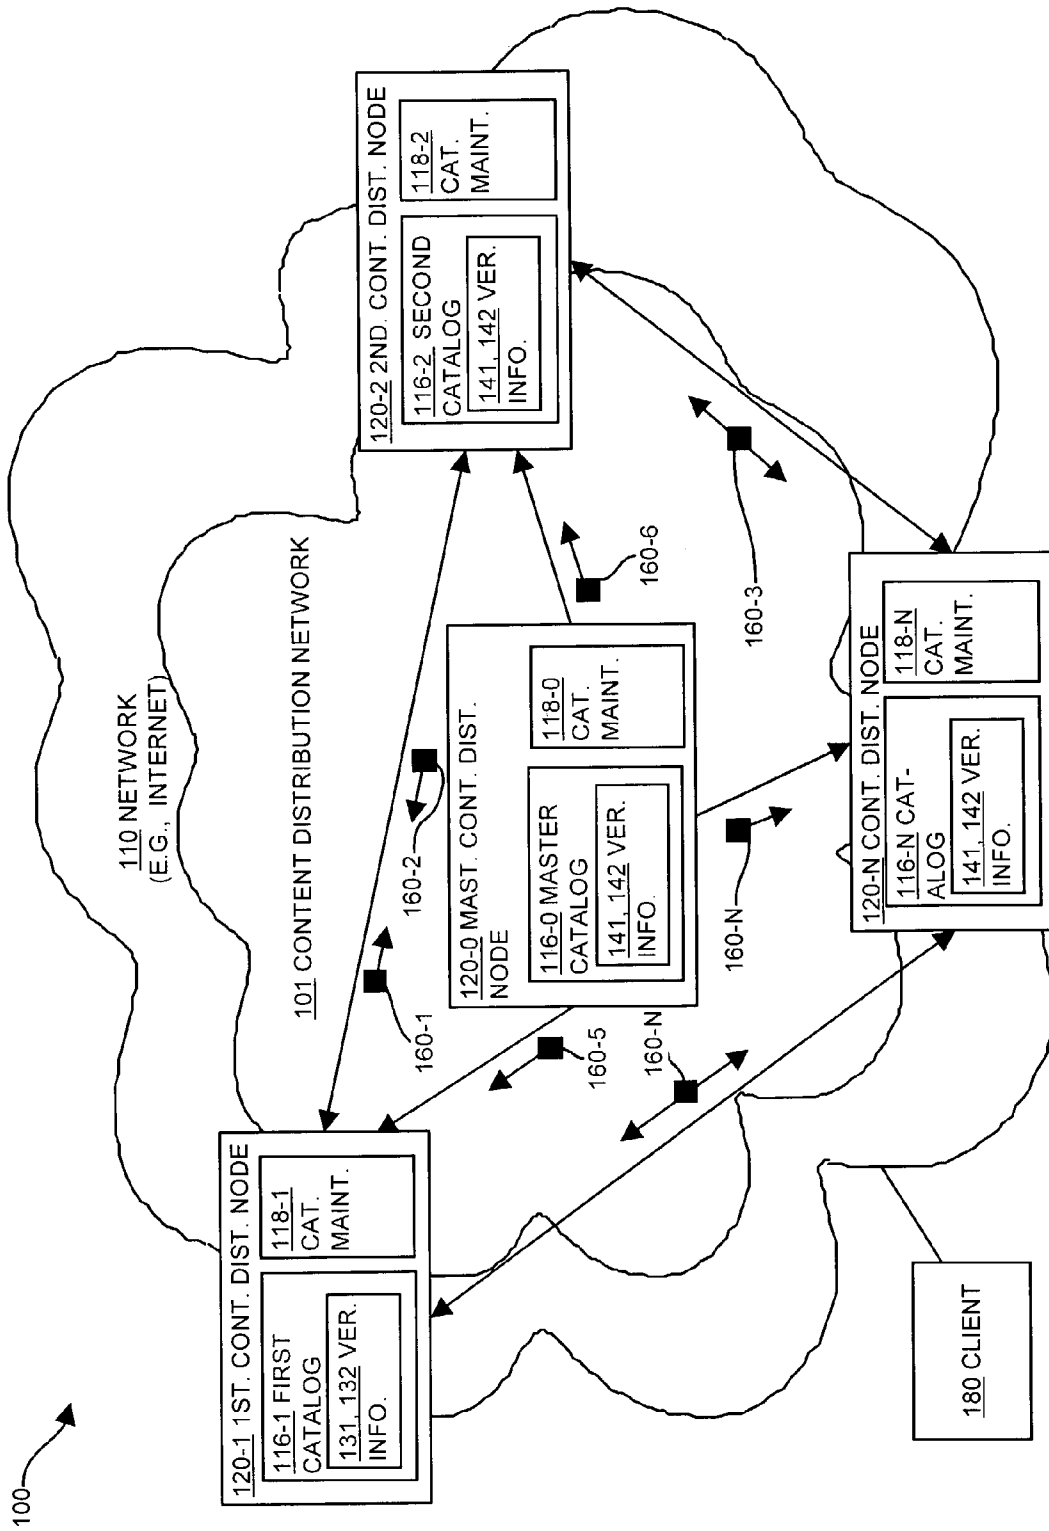 100
110 NETWORK
(E.G., INTERNET)
101 CONTENT DISTRIBUTION NETWORK
120-1 1ST. CONT. DIST. NODE
116-1 FIRST
CATALOG
131, 132 VER.
INFO.
118-1
CAT.
MAINT.
120-2 2ND. CONT. DIST. NODE
116-2 SECOND
CATALOG
141, 142 VER.
INFO.
118-2
CAT.
MAINT.
160-1
160-2
120-0 MAST. CONT. DIST.
NODE
116-0 MASTER
CATALOG
141, 142 VER.
INFO.
118-0
CAT.
MAINT.
160-5
160-6
160-N
160-N
160-3
120-N CONT. DIST. NODE
116-N CAT-
ALOG
141, 142 VER.
INFO.
118-N
CAT.
MAINT.
180 CLIENT